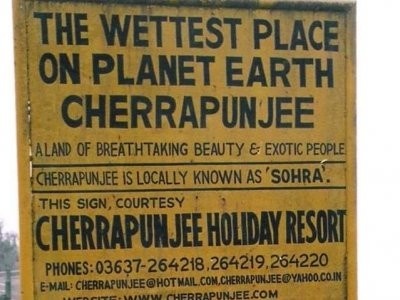 THE WETTEST PLACE
ON PLANET EARTH
CHERRAPUNJEE
A LAND OF BREATHTAKING BEAUTY & EXOTIC PEOPLE
CHERRAPUNJEE IS LOCALLY KNOWN AS 'SOHRA'.
THIS SIGN, COURTESY
CHERRAPUNJEE HOLIDAY RESORT
PHONES: 03637-264218, 264219, 264220
E-MAIL: CHERRAPUNJEE@HOTMAIL.COM, CHERRAPUNJEE@YAHOO.CO.IN
WEBSITE: WWW.CHERRAPUNJEE.COM